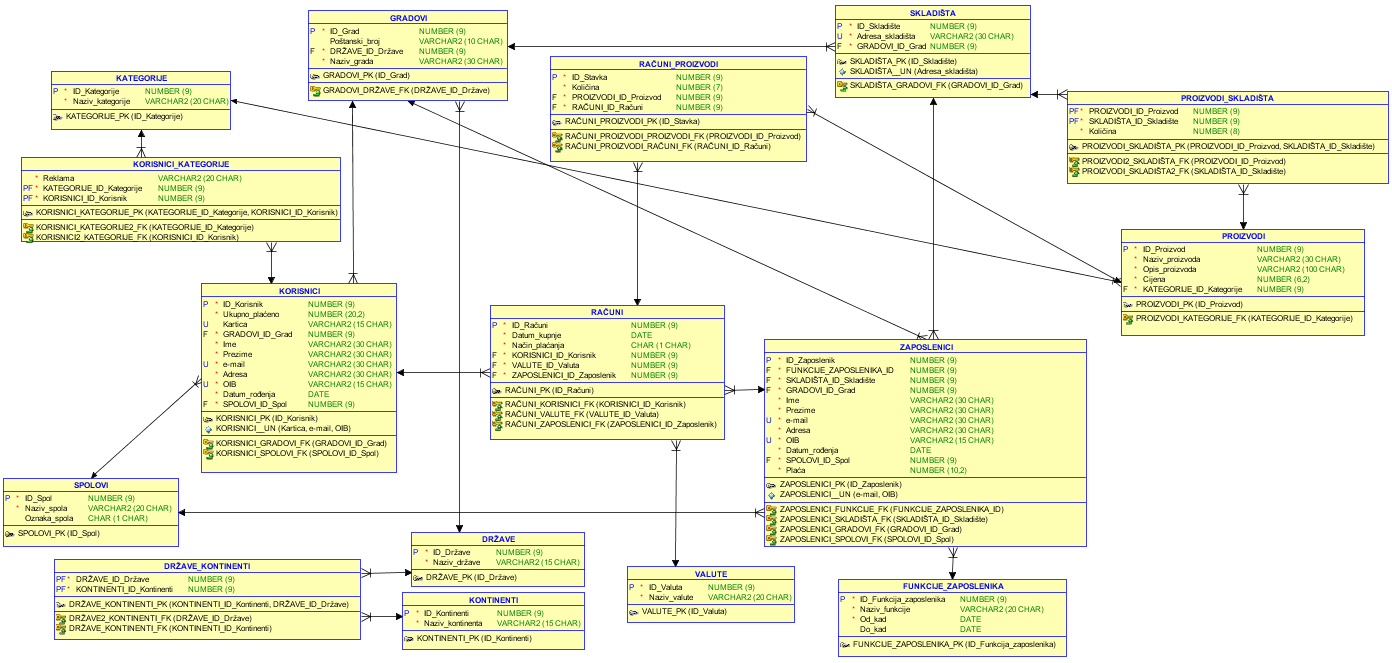 GRADOVI
P * ID_Grad NUMBER (9)
Poštanski_broj VARCHAR2 (10 CHAR)
F * DRŽAVE_ID_Države NUMBER (9)
* Naziv_grada VARCHAR2 (30 CHAR)
GRADOVI_PK (ID_Grad)
GRADOVI_DRŽAVE_FK (DRŽAVE_ID_Države)
SKLADIŠTA
P * ID_Skladište NUMBER (9)
U * Adresa_skladišta VARCHAR2 (30 CHAR)
F * GRADOVI_ID_Grad NUMBER (9)
SKLADIŠTA_PK (ID_Skladište)
SKLADIŠTA__UN (Adresa_skladišta)
SKLADIŠTA_GRADOVI_FK (GRADOVI_ID_Grad)
KATEGORIJE
P * ID_Kategorije NUMBER (9)
* Naziv_kategorije VARCHAR2 (20 CHAR)
KATEGORIJE_PK (ID_Kategorije)
RAČUNI_PROIZVODI
P * ID_Stavka NUMBER (9)
* Količina NUMBER (7)
F * PROIZVODI_ID_Proizvod NUMBER (9)
F * RAČUNI_ID_Računi NUMBER (9)
RAČUNI_PROIZVODI_PK (ID_Stavka)
RAČUNI_PROIZVODI_PROIZVODI_FK (PROIZVODI_ID_Proizvod)
RAČUNI_PROIZVODI_RAČUNI_FK (RAČUNI_ID_Računi)
PROIZVODI_SKLADIŠTA
PF * PROIZVODI_ID_Proizvod NUMBER (9)
PF * SKLADIŠTA_ID_Skladište NUMBER (9)
* Količina NUMBER (8)
PROIZVODI_SKLADIŠTA_PK (PROIZVODI_ID_Proizvod, SKLADIŠTA_ID_Skladište)
PROIZVODI2_SKLADIŠTA_FK (PROIZVODI_ID_Proizvod)
PROIZVODI_SKLADIŠTA2_FK (SKLADIŠTA_ID_Skladište)
KORISNICI_KATEGORIJE
* Reklama VARCHAR2 (20 CHAR)
PF * KATEGORIJE_ID_Kategorije NUMBER (9)
PF * KORISNICI_ID_Korisnik NUMBER (9)
KORISNICI_KATEGORIJE_PK (KATEGORIJE_ID_Kategorije, KORISNICI_ID_Korisnik)
KORISNICI_KATEGORIJE2_FK (KATEGORIJE_ID_Kategorije)
KORISNICI2_KATEGORIJE_FK (KORISNICI_ID_Korisnik)
PROIZVODI
P * ID_Proizvod NUMBER (9)
* Naziv_proizvoda VARCHAR2 (30 CHAR)
* Opis_proizvoda VARCHAR2 (100 CHAR)
* Cijena NUMBER (6,2)
F * KATEGORIJE_ID_Kategorije NUMBER (9)
PROIZVODI_PK (ID_Proizvod)
PROIZVODI_KATEGORIJE_FK (KATEGORIJE_ID_Kategorije)
KORISNICI
P * ID_Korisnik NUMBER (9)
* Ukupno_plaćeno NUMBER (20,2)
U Kartica VARCHAR2 (15 CHAR)
F * GRADOVI_ID_Grad NUMBER (9)
* Ime VARCHAR2 (30 CHAR)
* Prezime VARCHAR2 (30 CHAR)
U * e-mail VARCHAR2 (30 CHAR)
* Adresa VARCHAR2 (30 CHAR)
U * OIB VARCHAR2 (15 CHAR)
* Datum_rođenja DATE
F * SPOLOVI_ID_Spol NUMBER (9)
KORISNICI_PK (ID_Korisnik)
KORISNICI__UN (Kartica, e-mail, OIB)
KORISNICI_GRADOVI_FK (GRADOVI_ID_Grad)
KORISNICI_SPOLOVI_FK (SPOLOVI_ID_Spol)
RAČUNI
P * ID_Računi NUMBER (9)
* Datum_kupnje DATE
* Način_plaćanja CHAR (1 CHAR)
F * KORISNICI_ID_Korisnik NUMBER (9)
F * VALUTE_ID_Valuta NUMBER (9)
F * ZAPOSLENICI_ID_Zaposlenik NUMBER (9)
RAČUNI_PK (ID_Računi)
RAČUNI_KORISNICI_FK (KORISNICI_ID_Korisnik)
RAČUNI_VALUTE_FK (VALUTE_ID_Valuta)
RAČUNI_ZAPOSLENICI_FK (ZAPOSLENICI_ID_Zaposlenik)
ZAPOSLENICI
P * ID_Zaposlenik NUMBER (9)
F * FUNKCIJE_ZAPOSLENIKA_ID NUMBER (9)
F * SKLADIŠTA_ID_Skladište NUMBER (9)
F * GRADOVI_ID_Grad NUMBER (9)
* Ime VARCHAR2 (30 CHAR)
* Prezime VARCHAR2 (30 CHAR)
U * e-mail VARCHAR2 (30 CHAR)
* Adresa VARCHAR2 (30 CHAR)
U * OIB VARCHAR2 (15 CHAR)
* Datum_rođenja DATE
F * SPOLOVI_ID_Spol NUMBER (9)
* Plaća NUMBER (10,2)
ZAPOSLENICI_PK (ID_Zaposlenik)
ZAPOSLENICI__UN (e-mail, OIB)
ZAPOSLENICI_FUNKCIJE_FK (FUNKCIJE_ZAPOSLENIKA_ID)
ZAPOSLENICI_SKLADIŠTA_FK (SKLADIŠTA_ID_Skladište)
ZAPOSLENICI_GRADOVI_FK (GRADOVI_ID_Grad)
ZAPOSLENICI_SPOLOVI_FK (SPOLOVI_ID_Spol)
SPOLOVI
P * ID_Spol NUMBER (9)
* Naziv_spola VARCHAR2 (20 CHAR)
Oznaka_spola CHAR (1 CHAR)
SPOLOVI_PK (ID_Spol)
DRŽAVE
P * ID_Države NUMBER (9)
* Naziv_države VARCHAR2 (15 CHAR)
DRŽAVE_PK (ID_Države)
DRŽAVE_KONTINENTI
PF * DRŽAVE_ID_Države NUMBER (9)
PF * KONTINENTI_ID_Kontinenti NUMBER (9)
DRŽAVE_KONTINENTI_PK (KONTINENTI_ID_Kontinenti, DRŽAVE_ID_Države)
DRŽAVE2_KONTINENTI_FK (DRŽAVE_ID_Države)
DRŽAVE_KONTINENTI_FK (KONTINENTI_ID_Kontinenti)
KONTINENTI
P * ID_Kontinenti NUMBER (9)
* Naziv_kontinenta VARCHAR2 (15 CHAR)
KONTINENTI_PK (ID_Kontinenti)
VALUTE
P * ID_Valuta NUMBER (9)
* Naziv_valute VARCHAR2 (20 CHAR)
VALUTE_PK (ID_Valuta)
FUNKCIJE_ZAPOSLENIKA
P * ID_Funkcija_zaposlenika NUMBER (9)
* Naziv_funkcije VARCHAR2 (20 CHAR)
* Od_kad DATE
Do_kad DATE
FUNKCIJE_ZAPOSLENIKA_PK (ID_Funkcija_zaposlenika)